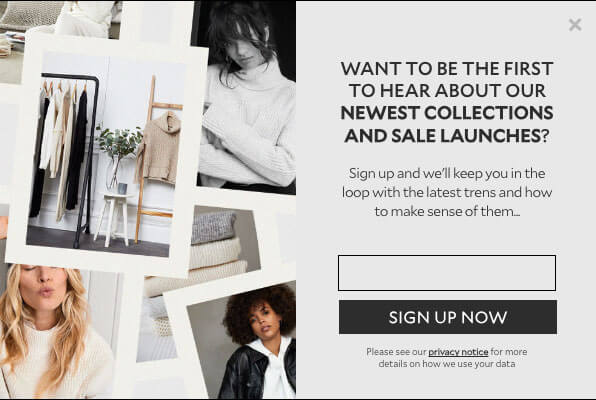 WANT TO BE THE FIRST
TO HEAR ABOUT OUR
NEWEST COLLECTIONS
AND SALE LAUNCHES?
Sign up and we'll keep you in the
loop with the latest trens and how
to make sense of them...
SIGN UP NOW
Please see our privacy notice for more
details on how we use your data